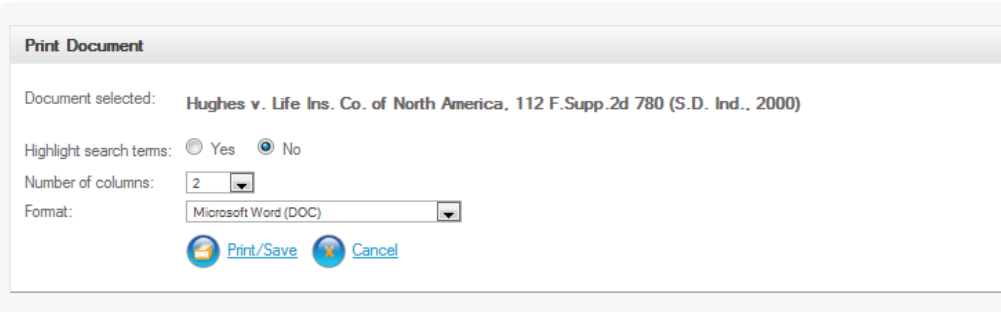 Print Document
Document selected: Hughes v. Life Ins. Co. of North America, 112 F.Supp.2d 780 (S.D. Ind., 2000)
Highlight search terms: Yes No
Number of columns: 2
Format: Microsoft Word (DOC)
Print/Save Cancel